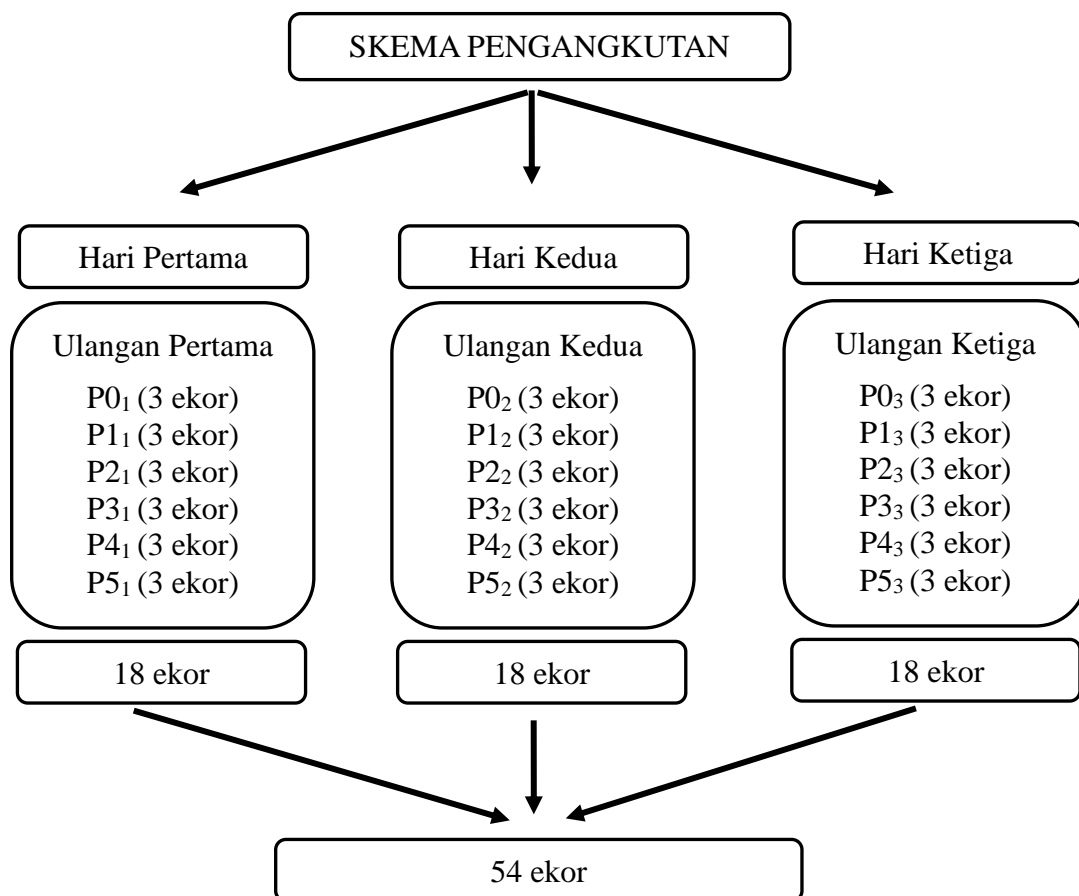 SKEMA PENGANGKUTAN
Hari Pertama
Hari Kedua
Hari Ketiga
Ulangan Pertama
P0₁ (3 ekor)
P1₁ (3 ekor)
P2₁ (3 ekor)
P3₁ (3 ekor)
P4₁ (3 ekor)
P5₁ (3 ekor)
Ulangan Kedua
P0₂ (3 ekor)
P1₂ (3 ekor)
P2₂ (3 ekor)
P3₂ (3 ekor)
P4₂ (3 ekor)
P5₂ (3 ekor)
Ulangan Ketiga
P0₃ (3 ekor)
P1₃ (3 ekor)
P2₃ (3 ekor)
P3₃ (3 ekor)
P4₃ (3 ekor)
P5₃ (3 ekor)
18 ekor
18 ekor
18 ekor
54 ekor